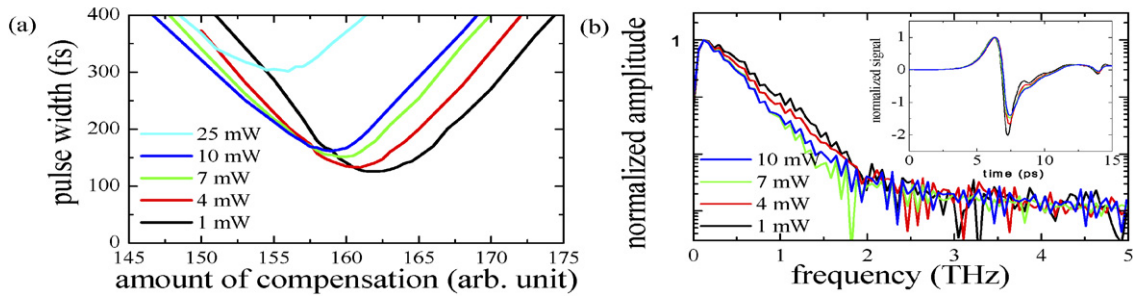 (a)
pulse width (fs)
400
300
200
100
0
25 mW
10 mW
7 mW
4 mW
1 mW
145 150 155 160 165 170 175
amount of compensation (arb. unit)
(b)
normalized amplitude
1
10 mW
7 mW
4 mW
1 mW
0 1 2 3 4 5
frequency (THz)
normalized signal
1
0
-1
-2
0 5 10 15
time (ps)